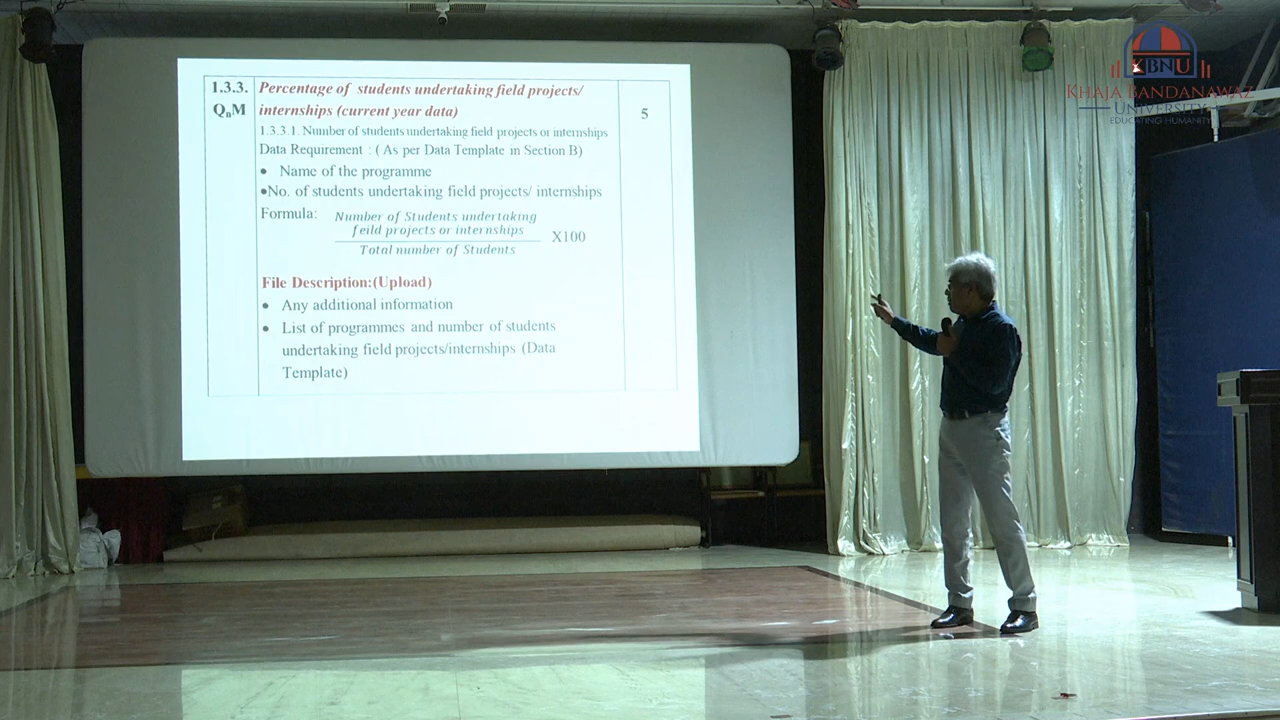 1.3.3. Percentage of students undertaking field projects/
QnM internships (current year data)
5
1.3.3.1. Number of students undertaking field projects or internships
Data Requirement : ( As per Data Template in Section B)
• Name of the programme
•No. of students undertaking field projects/ internships
Formula: Number of Students undertaking
feild projects or internships
X100
Total number of Students
File Description:(Upload)
• Any additional information
• List of programmes and number of students
undertaking field projects/internships (Data
Template)
KBNU
KHAJA BANDANAWAZ
UNIVERSITY
EDUCATING HUMANITY